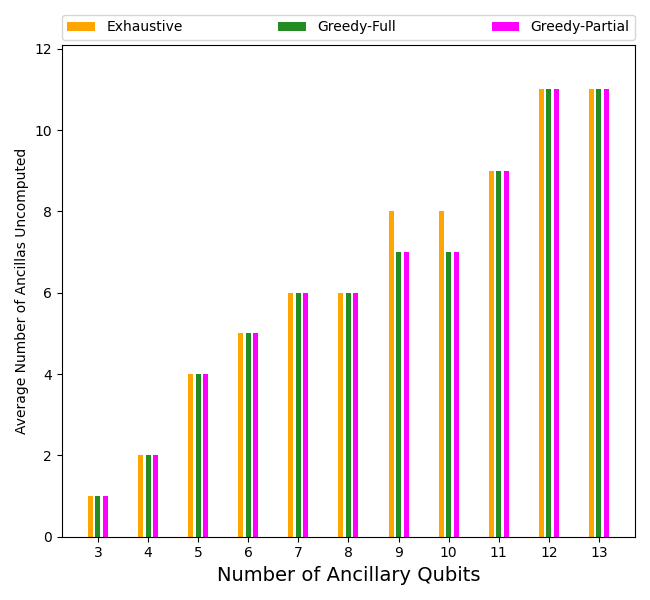 Exhaustive Greedy-Full Greedy-Partial
12
10
8
6
4
2
0
Average Number of Ancillas Uncomputed
3 4 5 6 7 8 9 10 11 12 13
Number of Ancillary Qubits